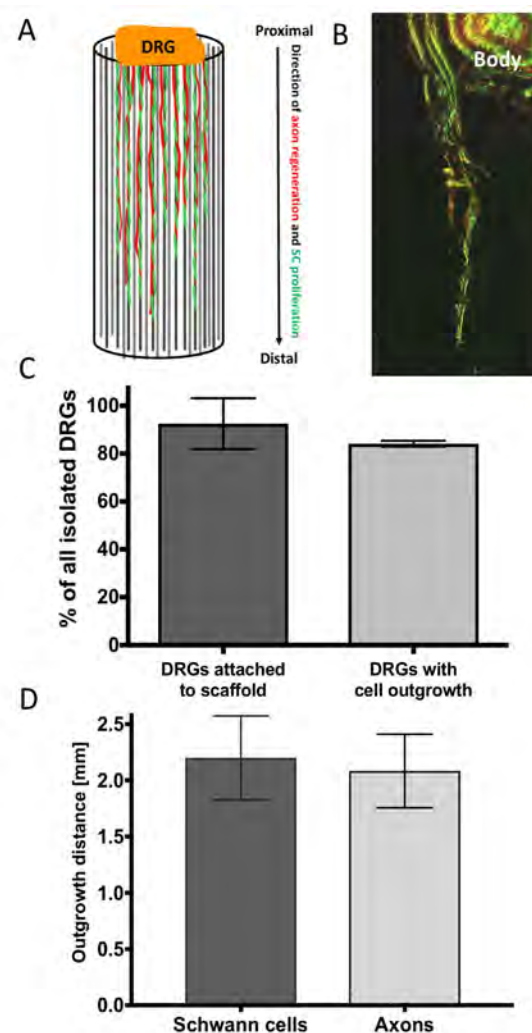 A
DRG
Proximal
Direction of axon regeneration and SC proliferation
Distal
B
Body
C
% of all isolated DRGs
100
80
60
40
20
0
DRGs attached
to scaffold
DRGs with
cell outgrowth
D
Outgrowth distance [mm]
2.5
2.0
1.5
1.0
0.5
0.0
Schwann cells
Axons